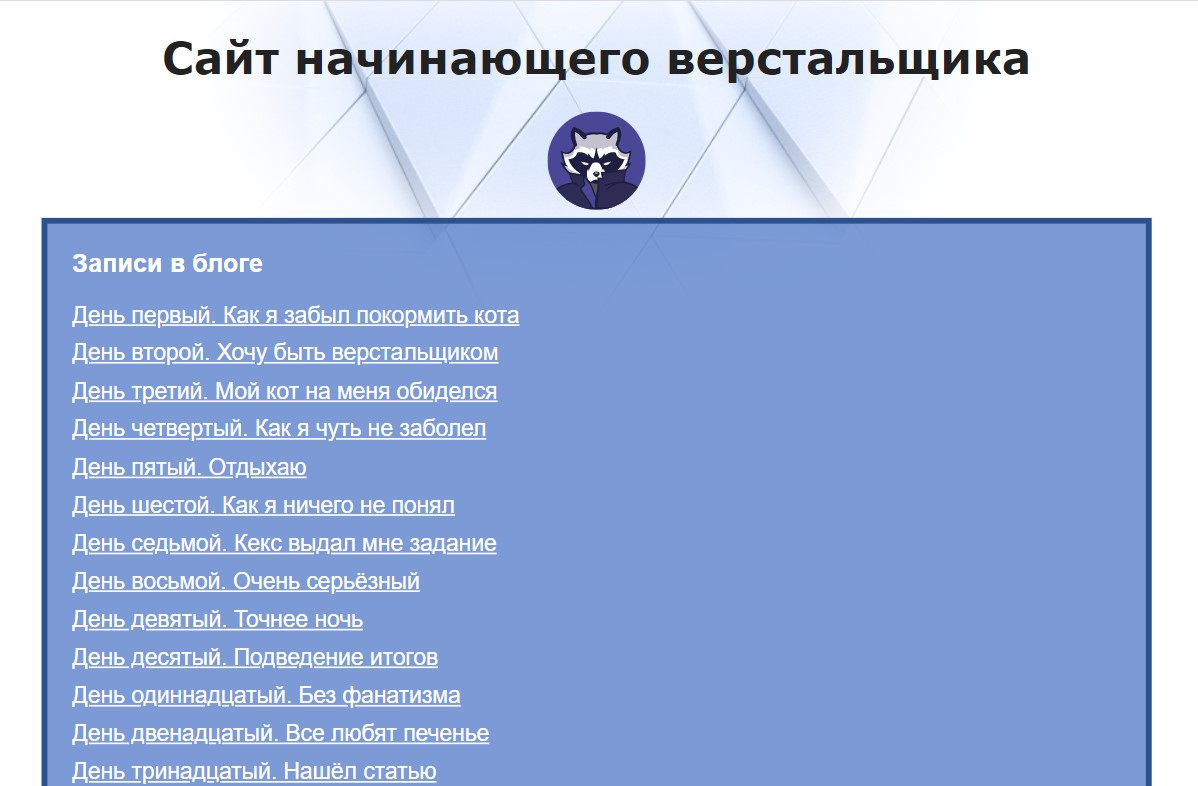 Сайт начинающего верстальщика
Записи в блоге
День первый. Как я забыл покормить кота
День второй. Хочу быть верстальщиком
День третий. Мой кот на меня обиделся
День четвертый. Как я чуть не заболел
День пятый. Отдыхаю
День шестой. Как я ничего не понял
День седьмой. Кекс выдал мне задание
День восьмой. Очень серьёзный
День девятый. Точнее ночь
День десятый. Подведение итогов
День одиннадцатый. Без фанатизма
День двенадцатый. Все любят печенье
День тринадцатый. Нашёл статью